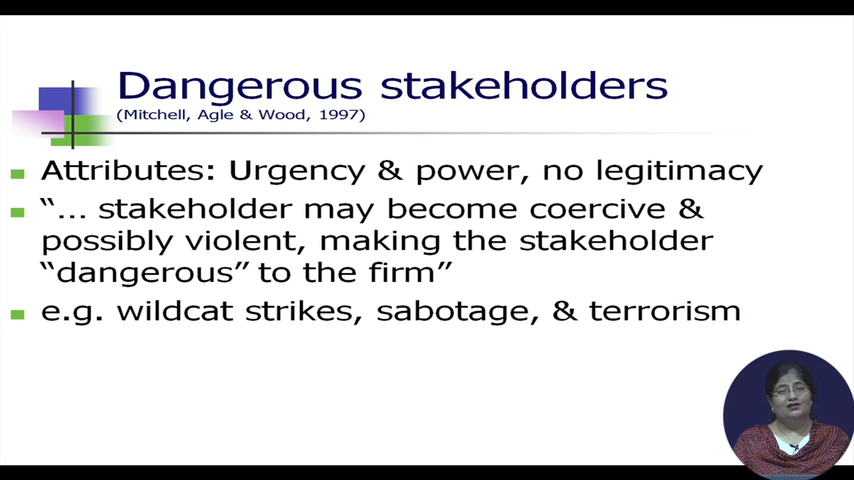 Dangerous stakeholders
(Mitchell, Agle & Wood, 1997)
Attributes: Urgency & power, no legitimacy
“... stakeholder may become coercive &
possibly violent, making the stakeholder
“dangerous” to the firm”
e.g. wildcat strikes, sabotage, & terrorism